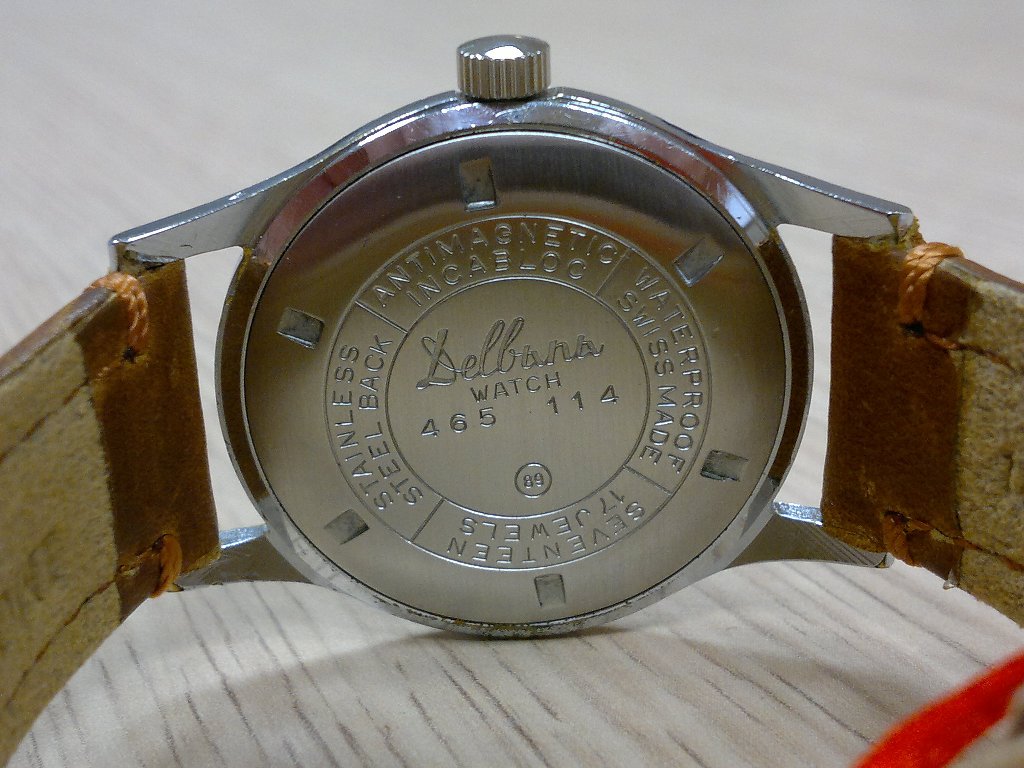 Delbana
WATCH
465 114
89
ANTIMAGNETIC
INCABLOC
WATERPROOF
SWISS MADE
SEVENTEEN
17 JEWELS
STAINLESS
STEEL BACK